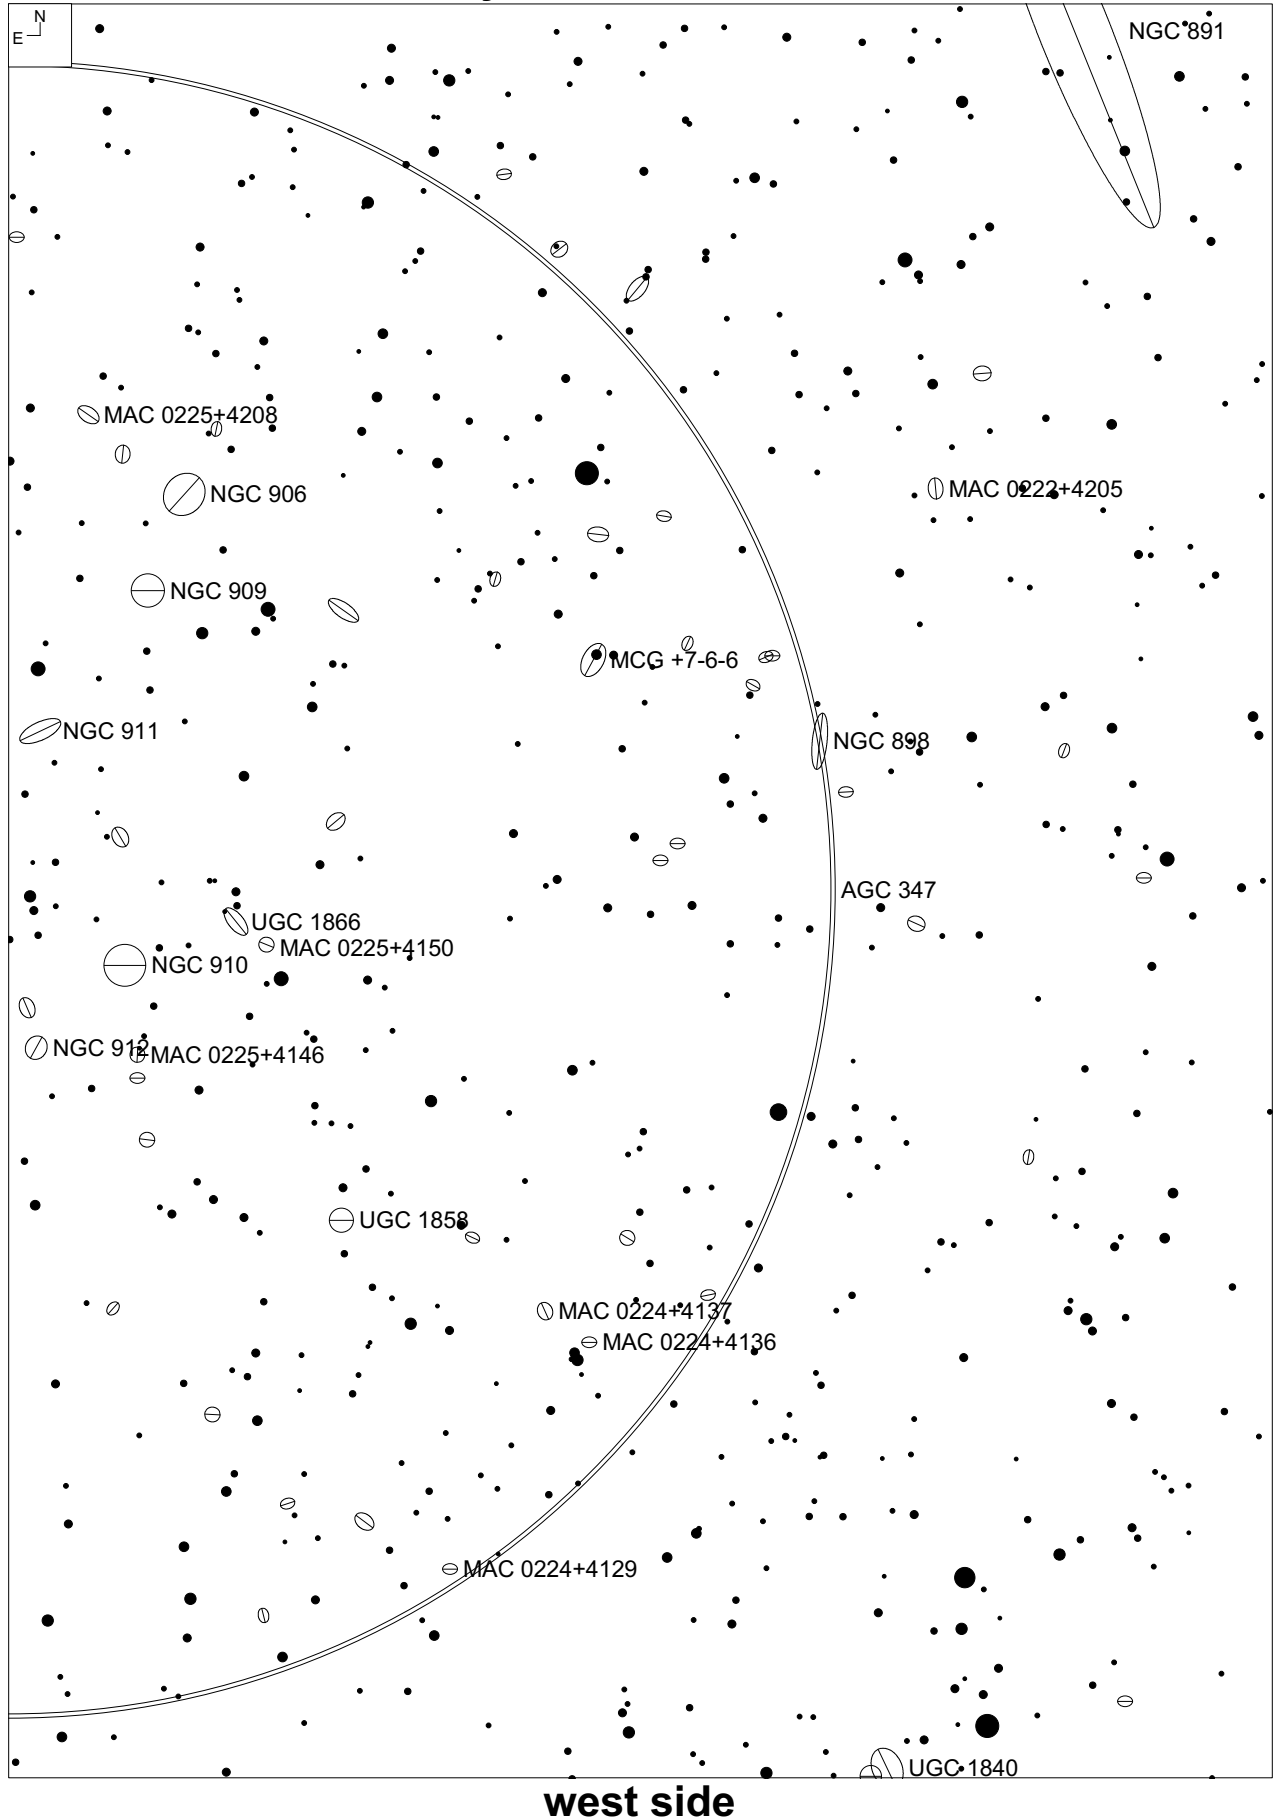 N
E
NGC 891
MAC 0225+4208
NGC 906
MAC 0222+4205
NGC 909
MCG +7-6-6
NGC 911
NGC 898
AGC 347
UGC 1866
MAC 0225+4150
NGC 910
NGC 912
MAC 0225+4146
UGC 1858
MAC 0224+4137
MAC 0224+4136
MAC 0224+4129
UGC 1840
west side